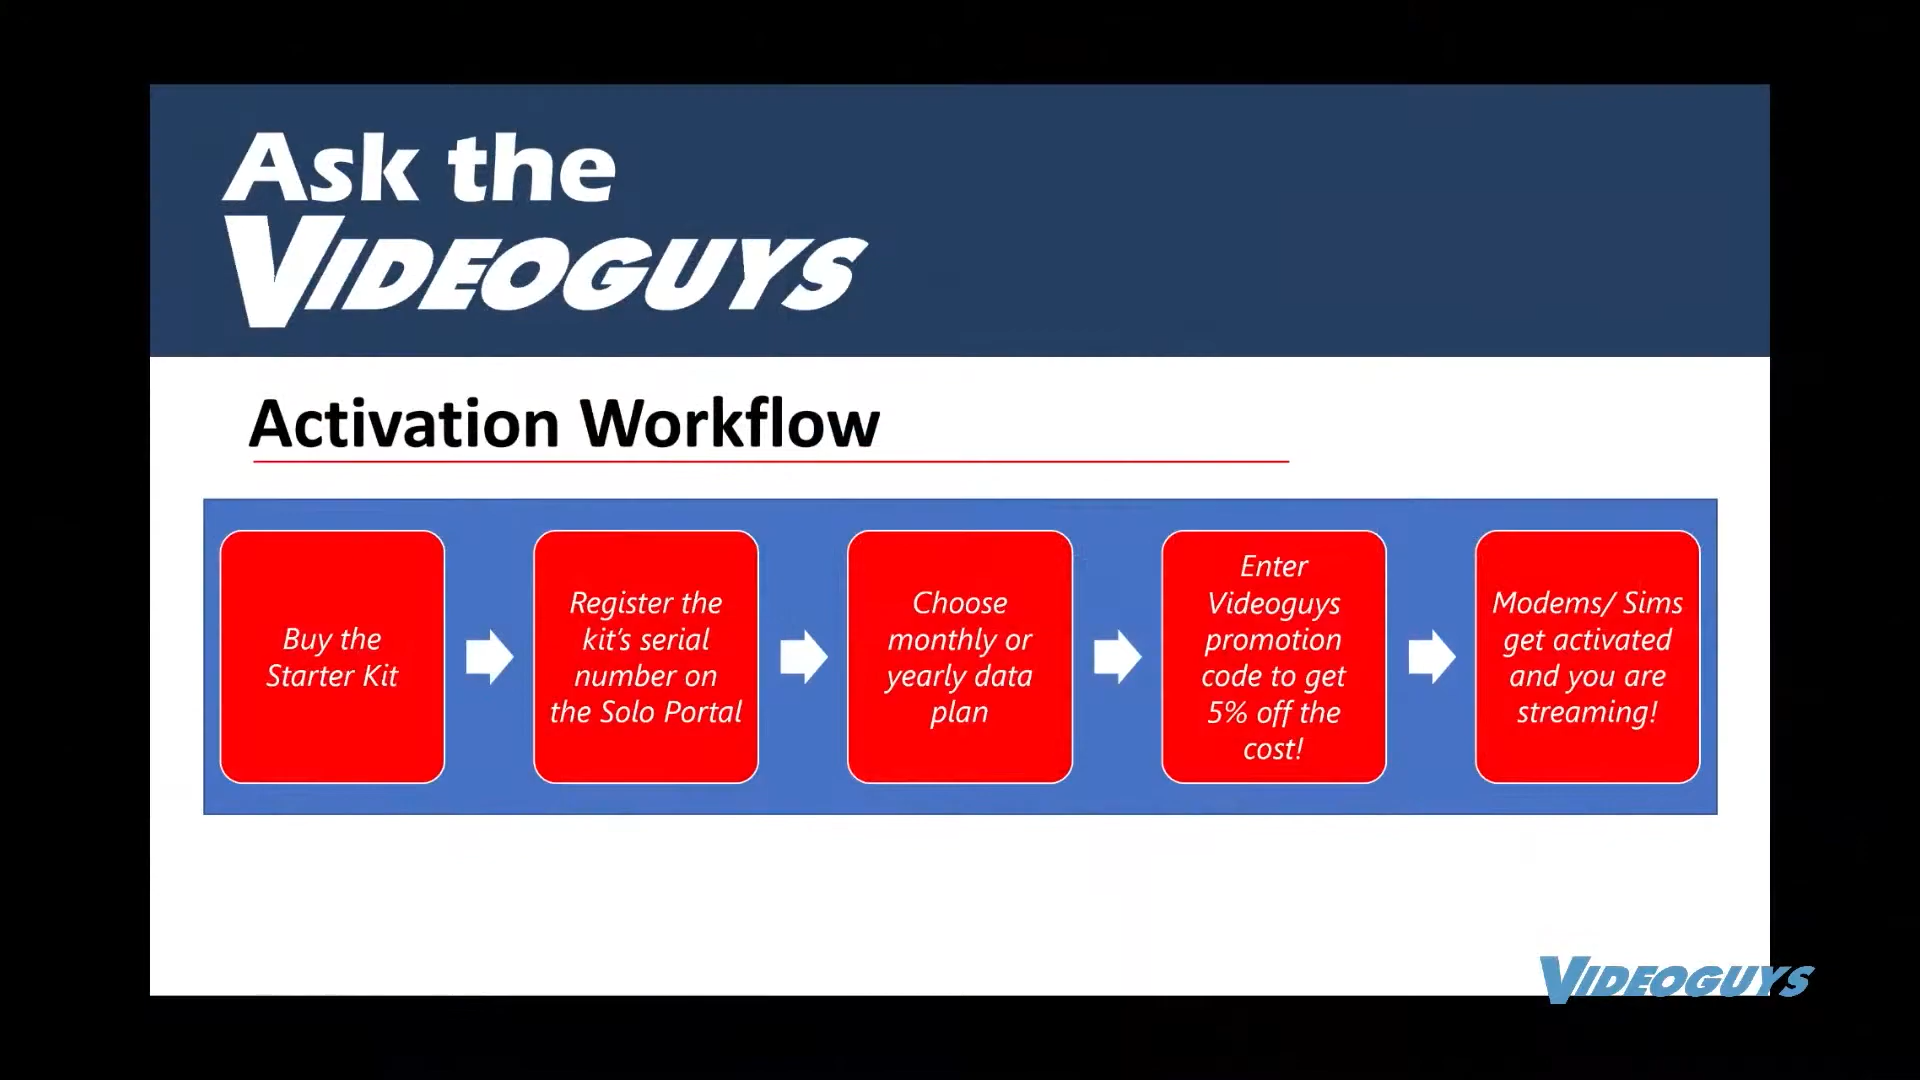 Ask the
VIDEOGUYS
Activation Workflow
Buy the
Starter Kit
Register the
kit's serial
number on
the Solo Portal
Choose
monthly or
yearly data
plan
Enter
Videoguys
promotion
code to get
5% off the
cost!
Modems/ Sims
get activated
and you are
streaming!
VIDEOGUYS